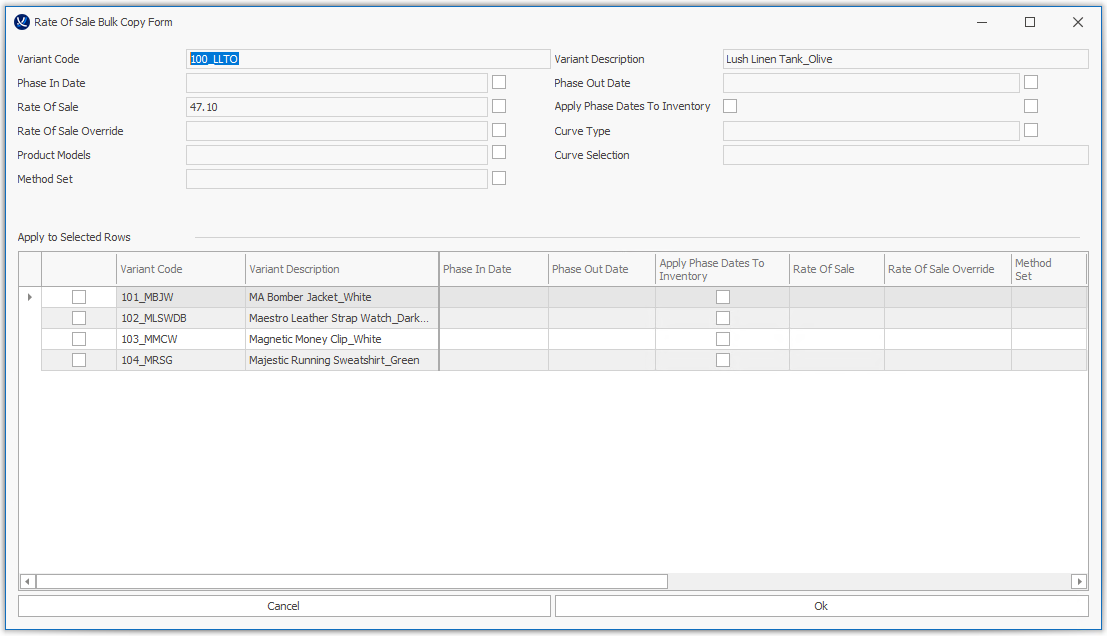 Rate Of Sale Bulk Copy Form
Variant Code 100_LLTO Variant Description Lush Linen Tank_Olive
Phase In Date Phase Out Date
Rate Of Sale 47.10 Apply Phase Dates To Inventory
Rate Of Sale Override Curve Type
Product Models Curve Selection
Method Set
Apply to Selected Rows
Variant Code Variant Description Phase In Date Phase Out Date Apply Phase Dates To Inventory Rate Of Sale Rate Of Sale Override Method Set
101_MBJW MA Bomber Jacket_White
102_MLSWDB Maestro Leather Strap Watch_Dark...
103_MMCW Magnetic Money Clip_White
104_MRSG Majestic Running Sweatshirt_Green
Cancel Ok